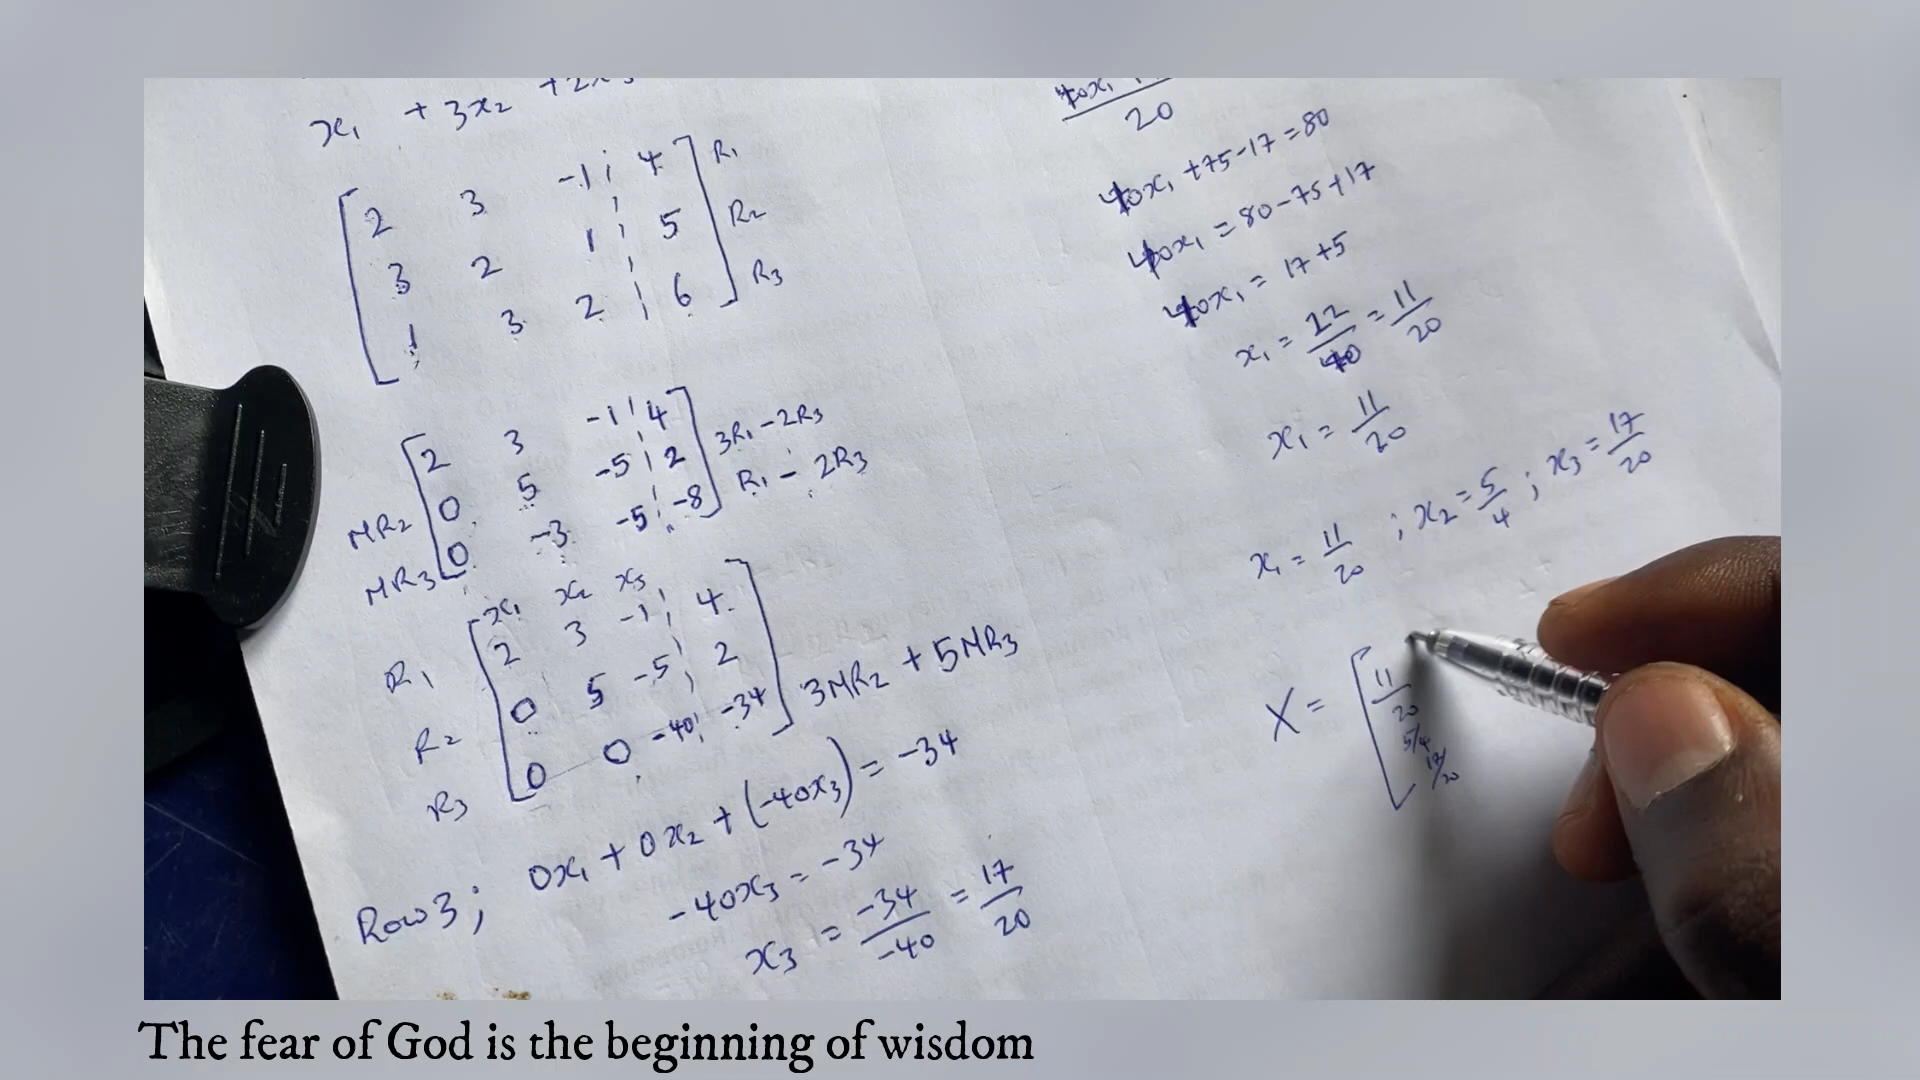 x₁ + 3x₂ + 2x₃
2 3 -1 4 R₁
3 2 1 5 R₂
1 3 2 6 R₃
2 3 -1 4
MR₂ 0 5 -5 2 3R₁ - 2R₃
MR₃ 0 -3 -5 -8 R₁ - 2R₃
x₁ x₂ x₃
R₁ 2 3 -1 4
R₂ 0 5 -5 2
R₃ 0 0 -40 -34 3MR₂ + 5MR₃
Row 3; 0x₁ + 0x₂ + (-40x₃) = -34
-40x₃ = -34
x₃ = -34/-40 = 17/20
20
40x₁ + 75 - 17 = 80
40x₁ = 80 - 75 + 17
40x₁ = 17 + 5
x₁ = 22/40 = 11/20
x₁ = 11/20
x₁ = 11/20 ; x₂ = 5/4 ; x₃ = 17/20
X = [11/20
5/4
17/20
The fear of God is the beginning of wisdom